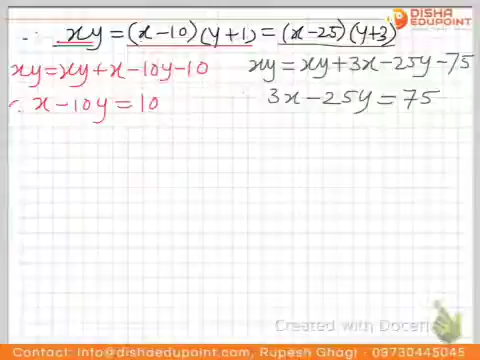 DISHA
EDUPOINT
∴ xy = (x-10)(y+1) = (x-25)(y+3)
xy = xy+x-10y-10
xy = xy+3x-25y-75
∴ x-10y = 10
3x-25y = 75
Created with Doceri
Contact: info@dishaedupoint.com, Rupesh Ghagi - 09730445045